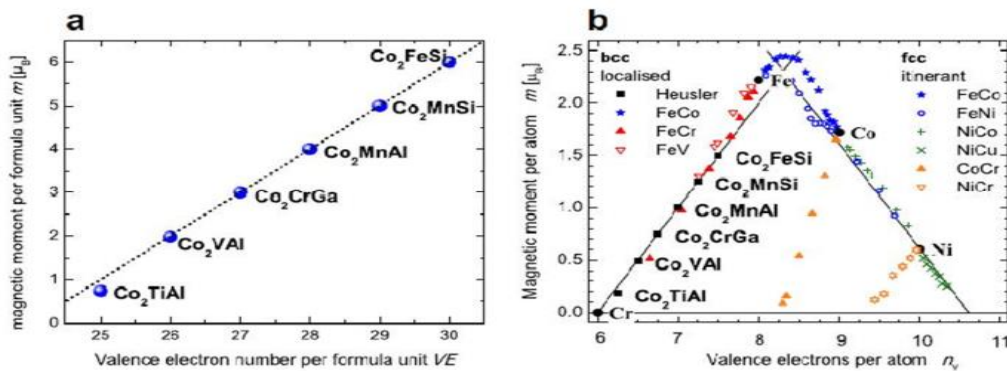 a
magnetic moment per formula unit m [μB]
6
5
4
3
2
1
0
Co2FeSi
Co2MnSi
Co2MnAl
Co2CrGa
Co2VAl
Co2TiAl
25 26 27 28 29 30
Valence electron number per formula unit VE
b
Magnetic moment per atom m [μB]
2.5
2.0
1.5
1.0
0.5
0.0
bcc
localised
Heusler
FeCo
FeCr
FeV
fcc
itinerant
FeCo
FeNi
NiCo
NiCu
CoCr
NiCr
Fe
Co
Co2FeSi
Co2MnSi
Co2MnAl
Co2CrGa
Ni
Co2VAl
Co2TiAl
Cr
6 7 8 9 10 11
Valence electrons per atom nv